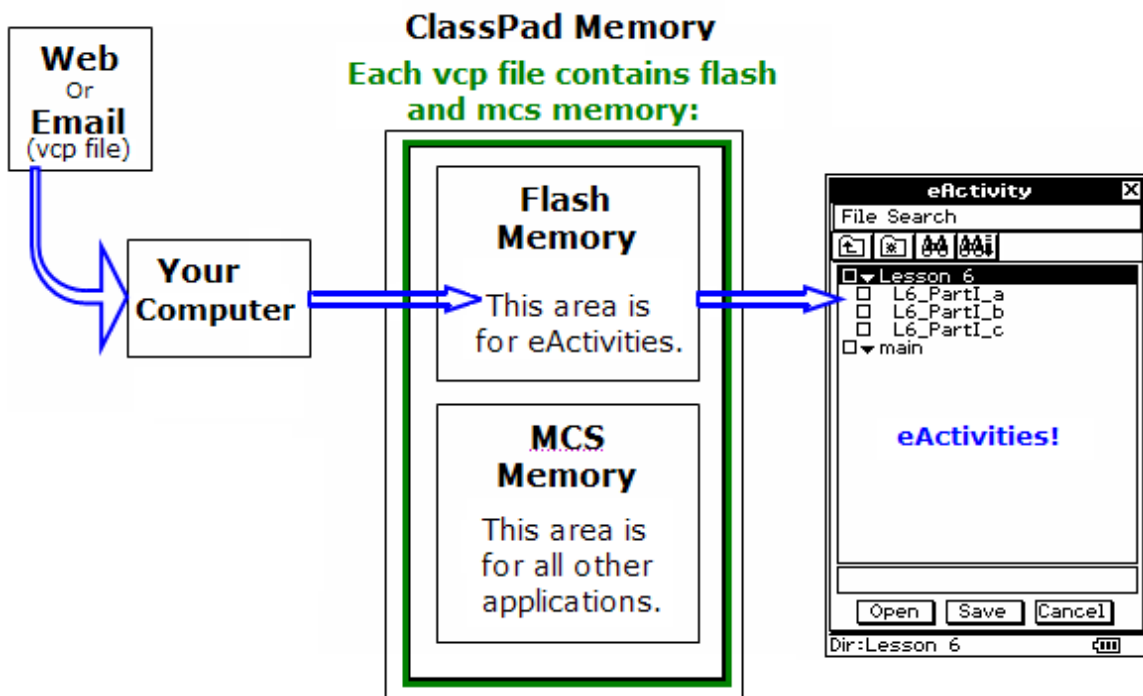 ClassPad Memory
Each vcp file contains flash
and mcs memory:
Web
Or
Email
(vcp file)
Your
Computer
Flash
Memory
This area is
for eActivities.
MCS
Memory
This area is
for all other
applications.
eActivity
File Search
Lesson 6
L6_PartI_a
L6_PartI_b
L6_PartI_c
main
eActivities!
Open Save Cancel
Dir:Lesson 6